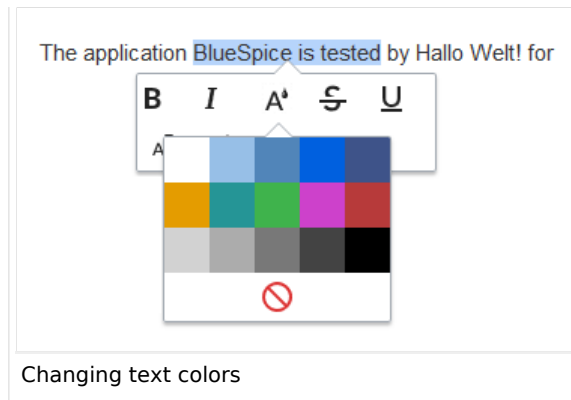 The application BlueSpice is tested by Hallo Welt! for
B I A S U
A
Changing text colors